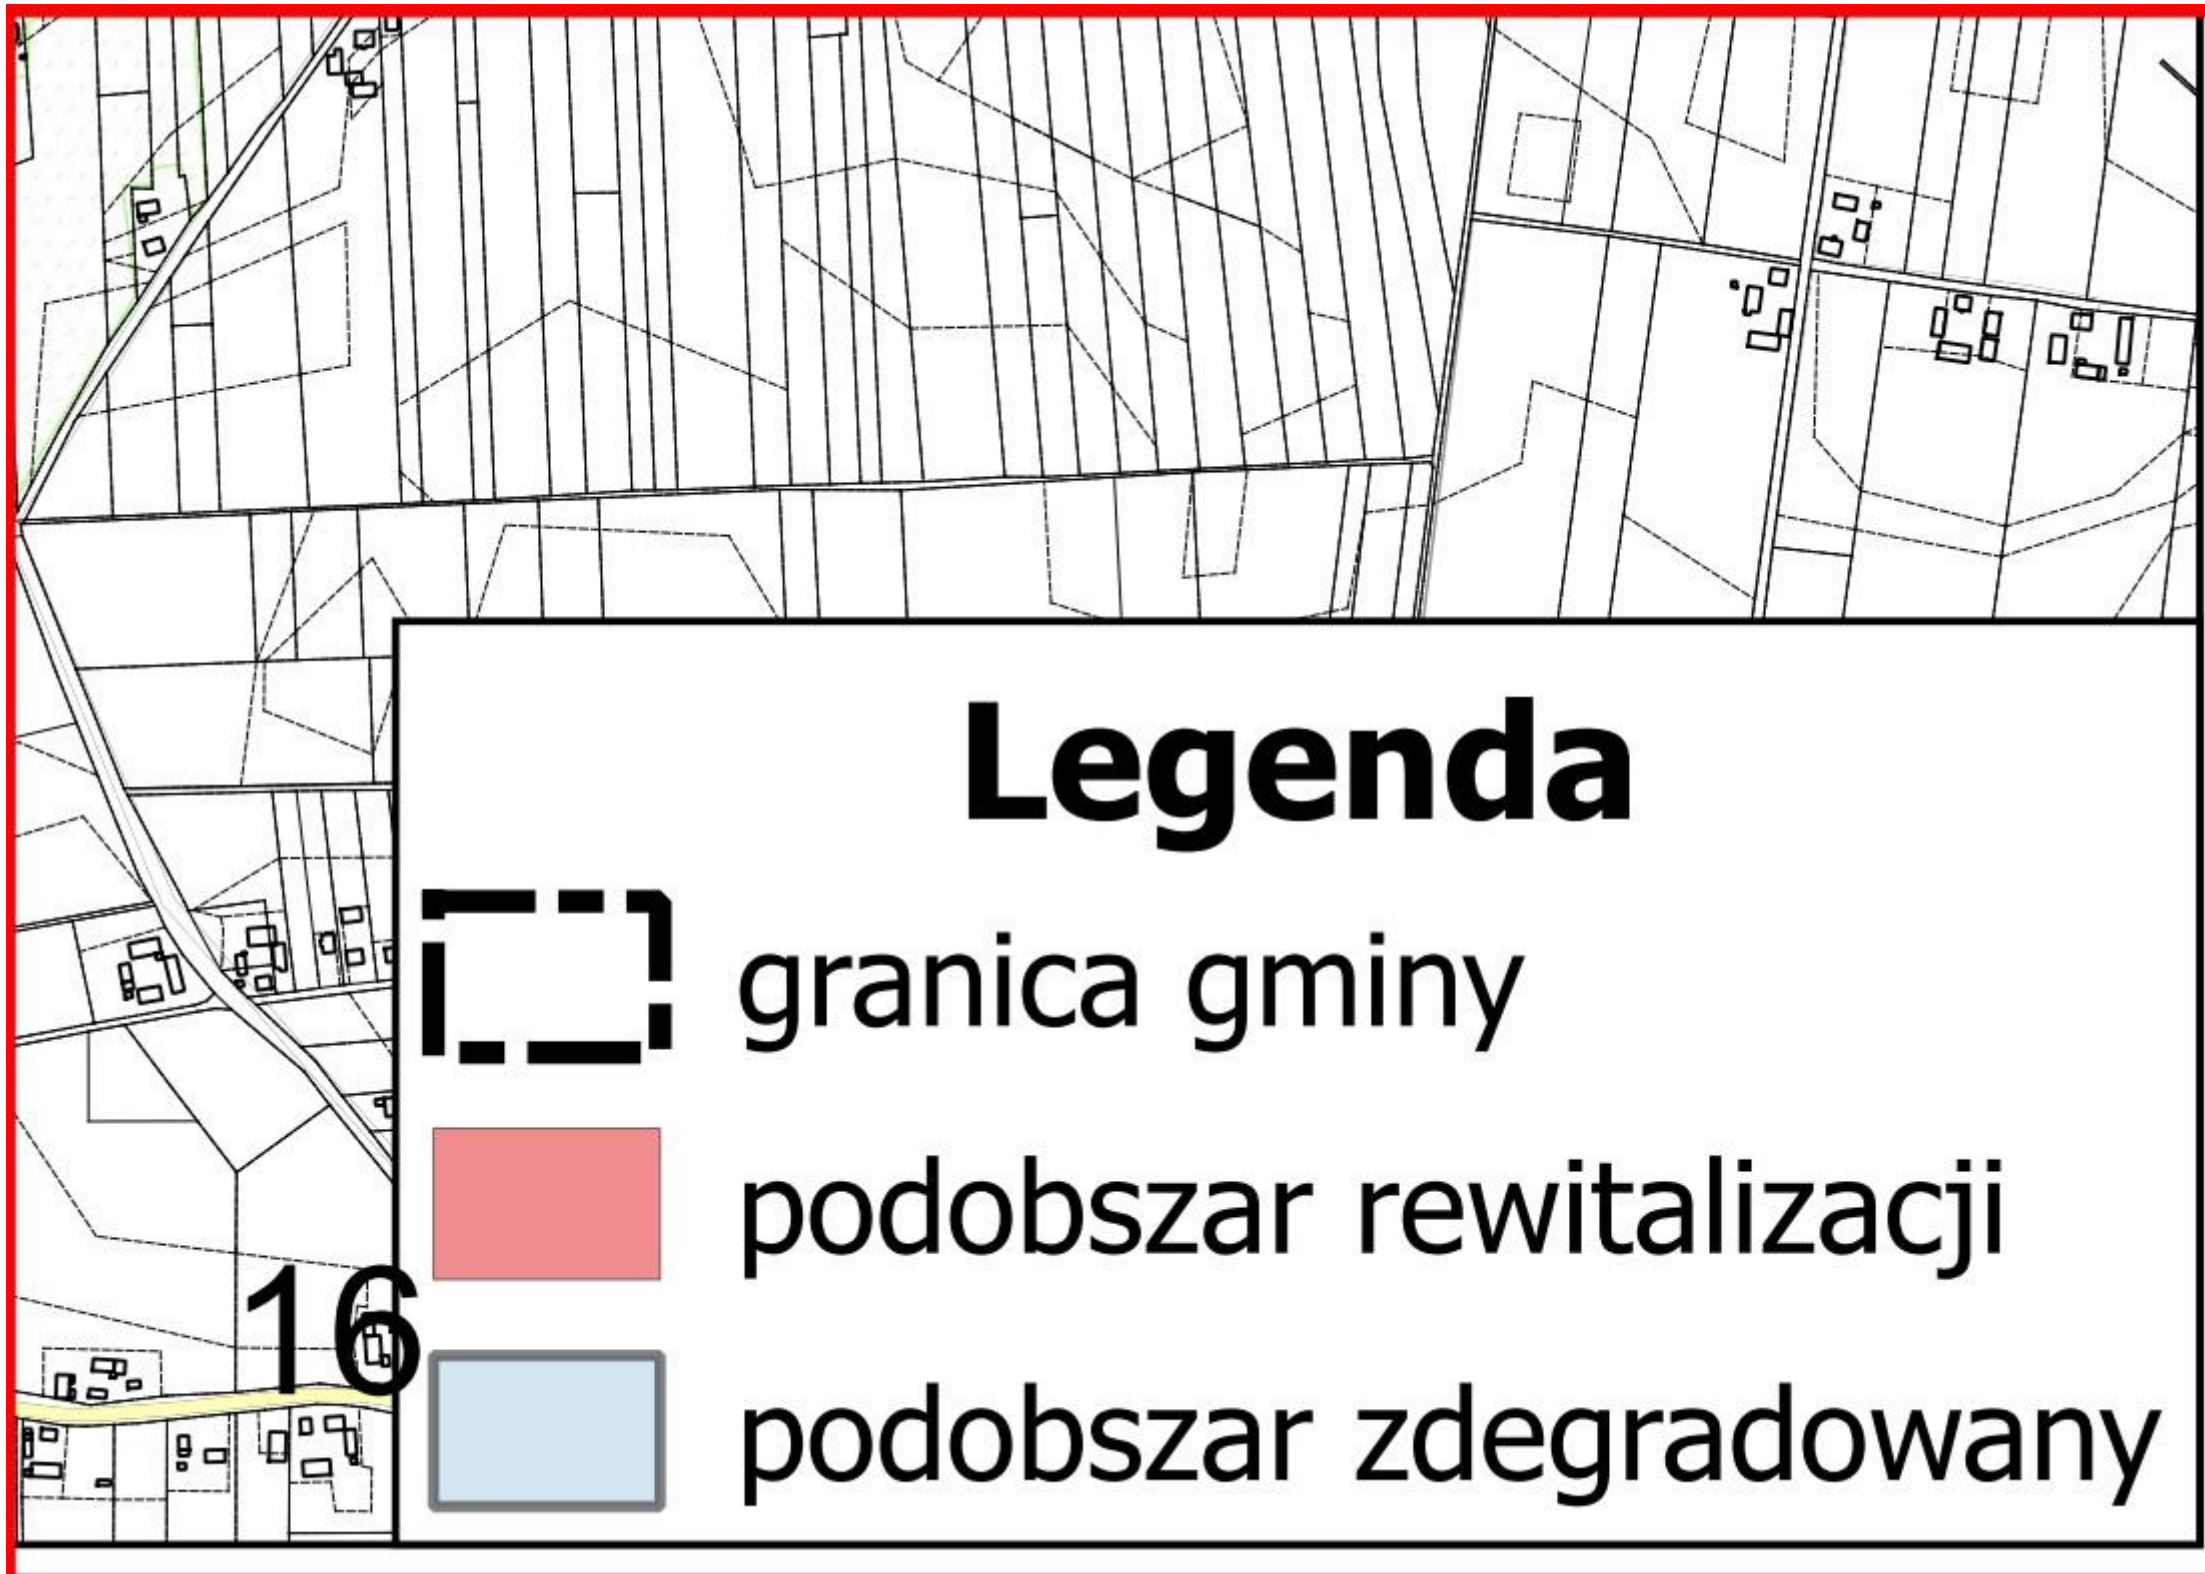 Legenda
granica gminy
podobszar rewitalizacji
16
podobszar zdegradowany